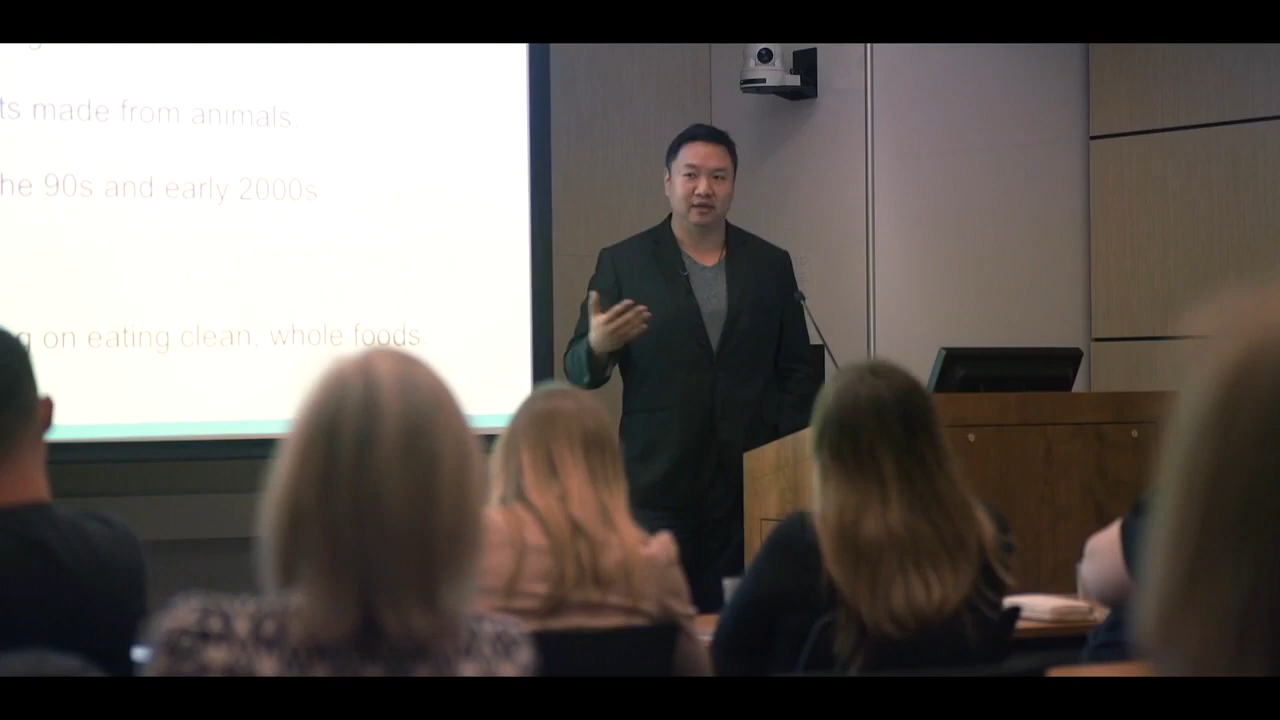 ts made from animals.
he 90s and early 2000s
g on eating clean, whole foods.